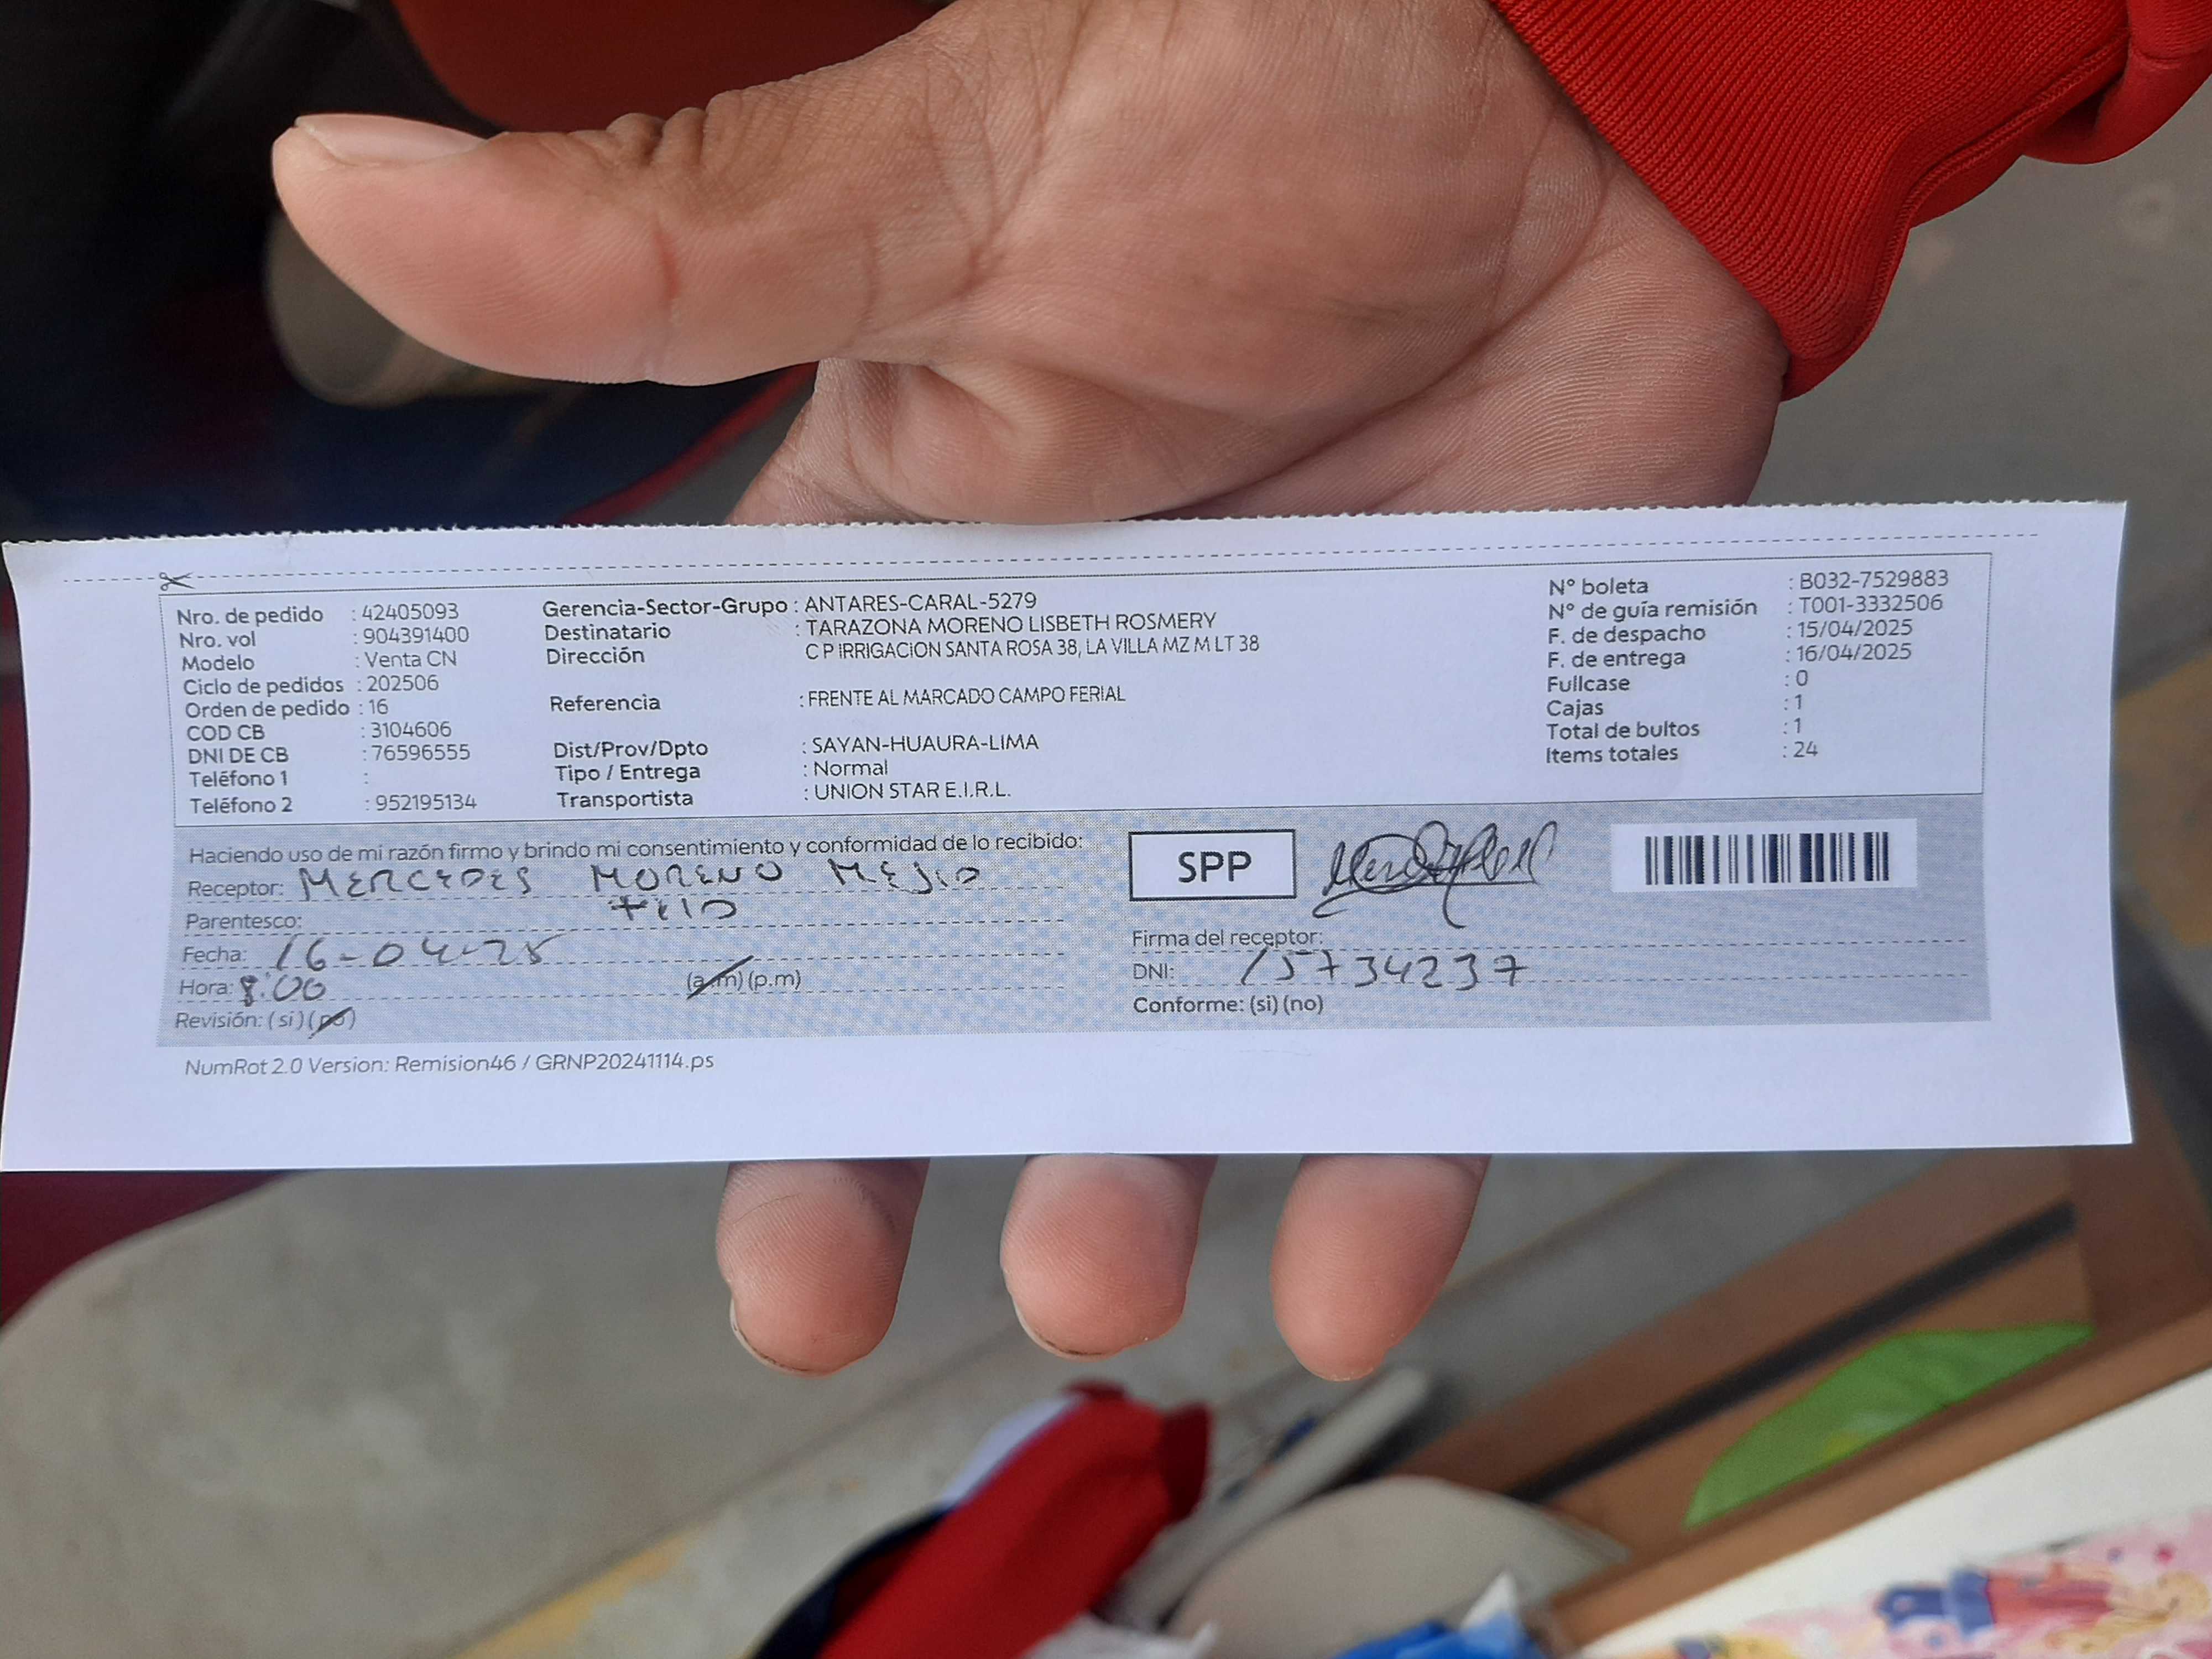 Nro. de pedido : 42405093
Nro. vol : 904391400
Modelo : Venta CN
Ciclo de pedidos : 202506
Orden de pedido : 16
COD CB : 3104606
DNI DE CB : 76596555
Teléfono 1 :
Teléfono 2 : 952195134
Gerencia-Sector-Grupo : ANTARES-CARAL-5279
Destinatario : TARAZONA MORENO LISBETH ROSMERY
Dirección C P IRRIGACION SANTA ROSA 38, LA VILLA MZ M LT 38
Referencia : FRENTE AL MARCADO CAMPO FERIAL
Dist/Prov/Dpto : SAYAN-HUAURA-LIMA
Tipo / Entrega : Normal
Transportista : UNION STAR E.I.R.L.
N° boleta : B032-7529883
N° de guía remisión : T001-3332506
F. de despacho : 15/04/2025
F. de entrega : 16/04/2025
Fullcase : 0
Cajas : 1
Total de bultos : 1
Items totales : 24
Haciendo uso de mi razón firmo y brindo mi consentimiento y conformidad de lo recibido:
Receptor: MERCEDES MORENO MEJIA
Parentesco:
Fecha: 16-04-25
Hora: 8:00 (a.m) (p.m)
Revisión: (si) (no)
SPP
Firma del receptor:
DNI: 15734237
Conforme: (si) (no)
NumRot 2.0 Version: Remision46 / GRNP20241114.ps